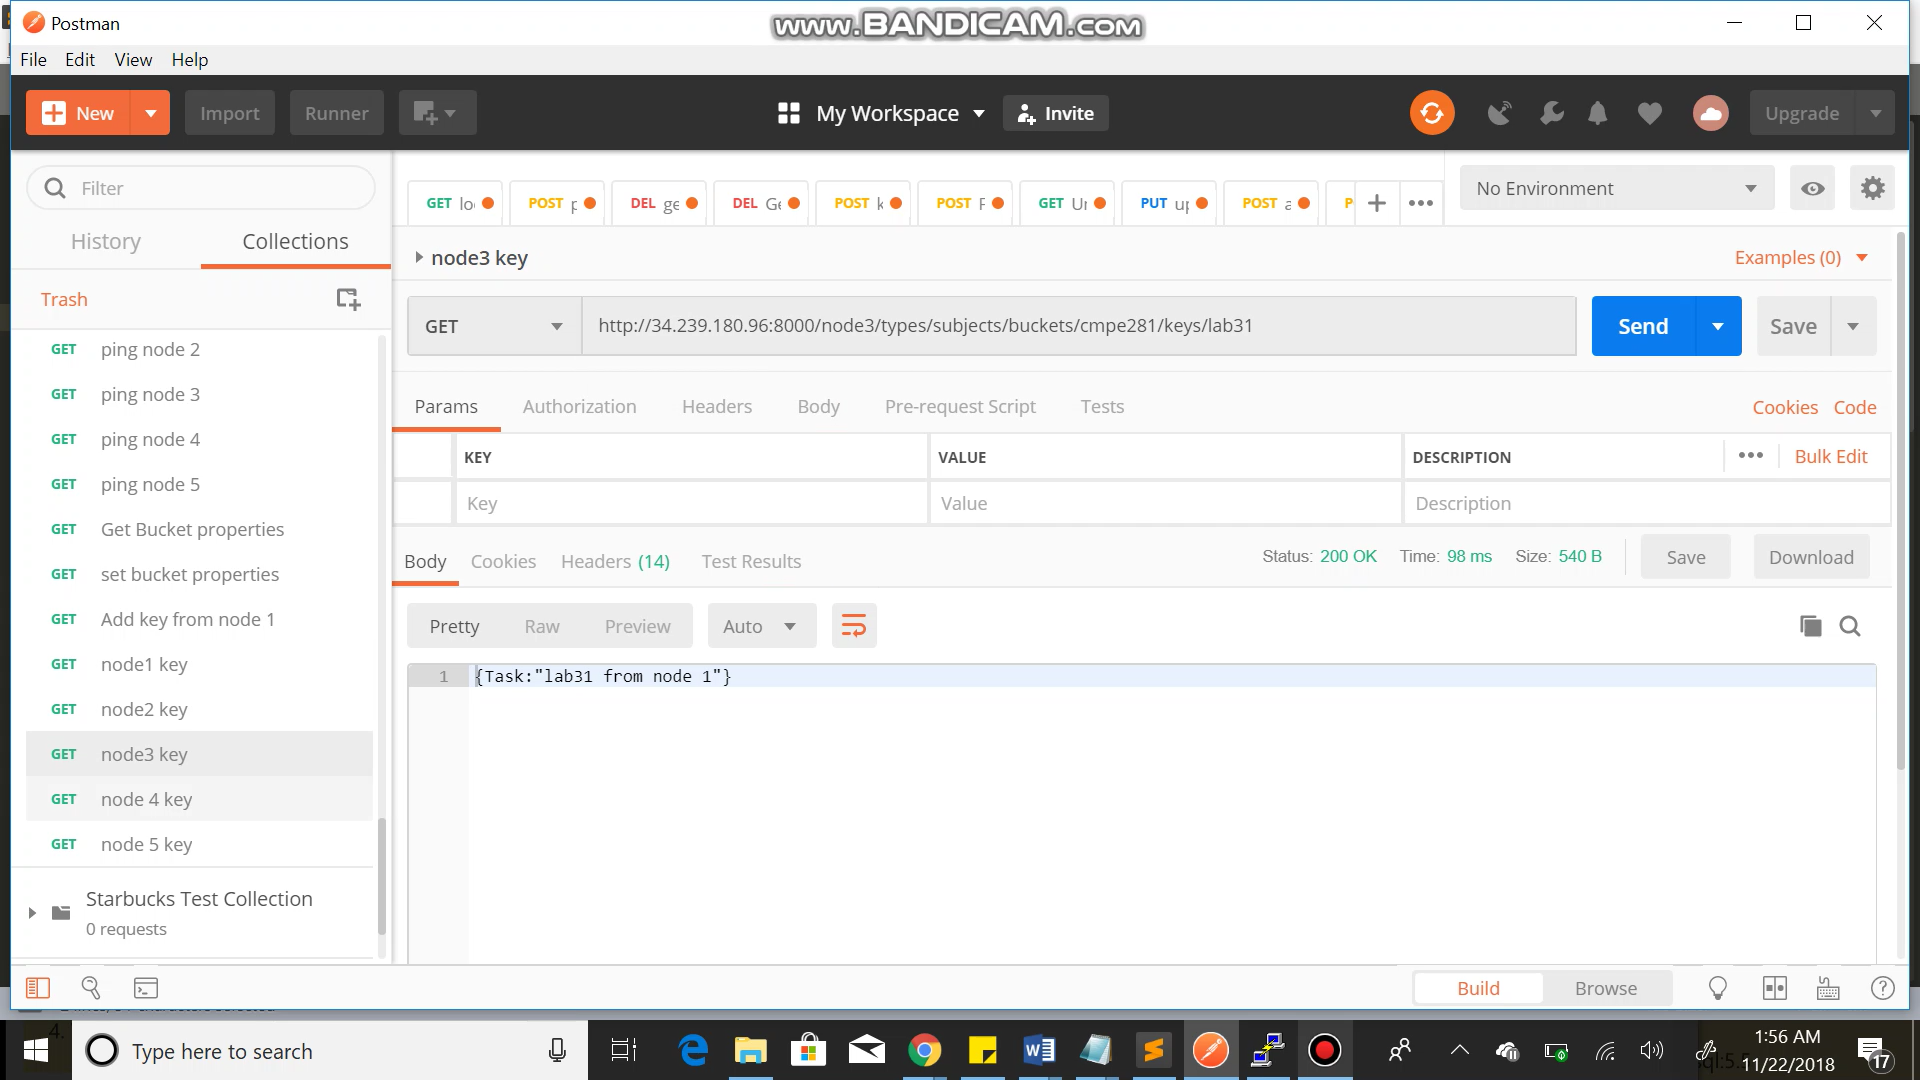 Postman
www.BANDICAM.com
File Edit View Help
New Import Runner My Workspace Invite Upgrade
Filter
History Collections
Trash
GET ping node 2
GET ping node 3
GET ping node 4
GET ping node 5
GET Get Bucket properties
GET set bucket properties
GET Add key from node 1
GET node1 key
GET node2 key
GET node3 key
GET node 4 key
GET node 5 key
Starbucks Test Collection
0 requests
GET POST DEL ge DEL Ge POST POST GET PUT POST
No Environment
node3 key
Examples (0)
GET http://34.239.180.96:8000/node3/types/subjects/buckets/cmpe281/keys/lab31 Send Save
Params Authorization Headers Body Pre-request Script Tests Cookies Code
KEY VALUE DESCRIPTION Bulk Edit
Key Value Description
Body Cookies Headers (14) Test Results Status: 200 OK Time: 98 ms Size: 540 B Save Download
Pretty Raw Preview Auto
1 {Task:"lab31 from node 1"}
Build Browse
Type here to search
1:56 AM
11/22/2018
17